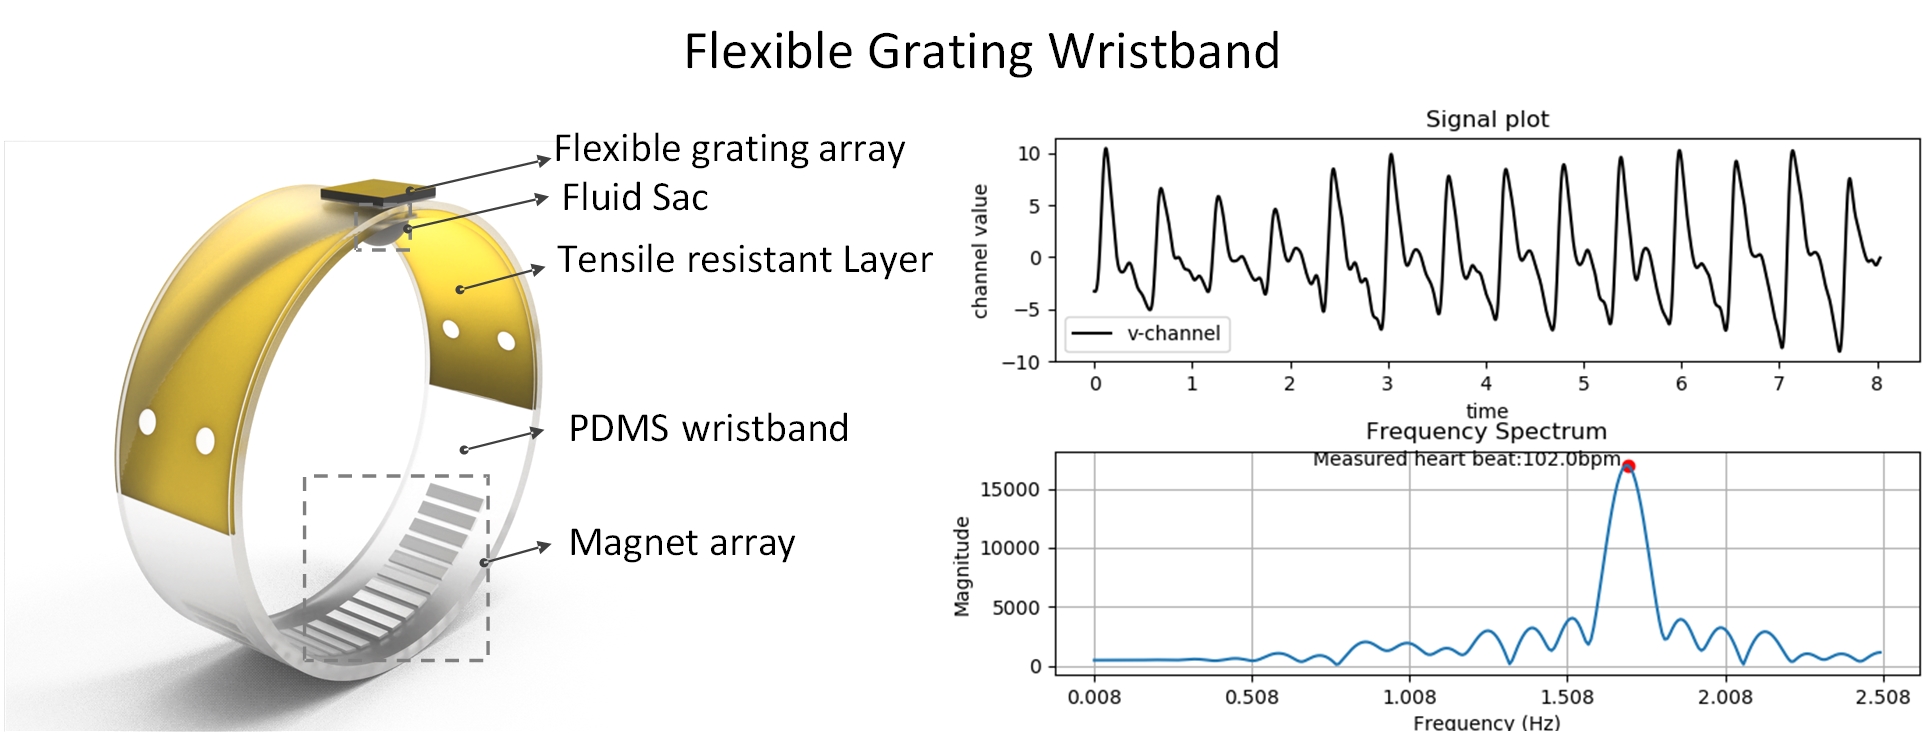 Flexible Grating Wristband
Flexible grating array
Fluid Sac
Tensile resistant Layer
PDMS wristband
Magnet array
Signal plot
channel value
10
5
0
−5
−10
v-channel
0 1 2 3 4 5 6 7 8
time
Frequency Spectrum
Measured heart beat:102.0bpm
Magnitude
15000
10000
5000
0
0.008 0.508 1.008 1.508 2.008 2.508
Frequency (Hz)